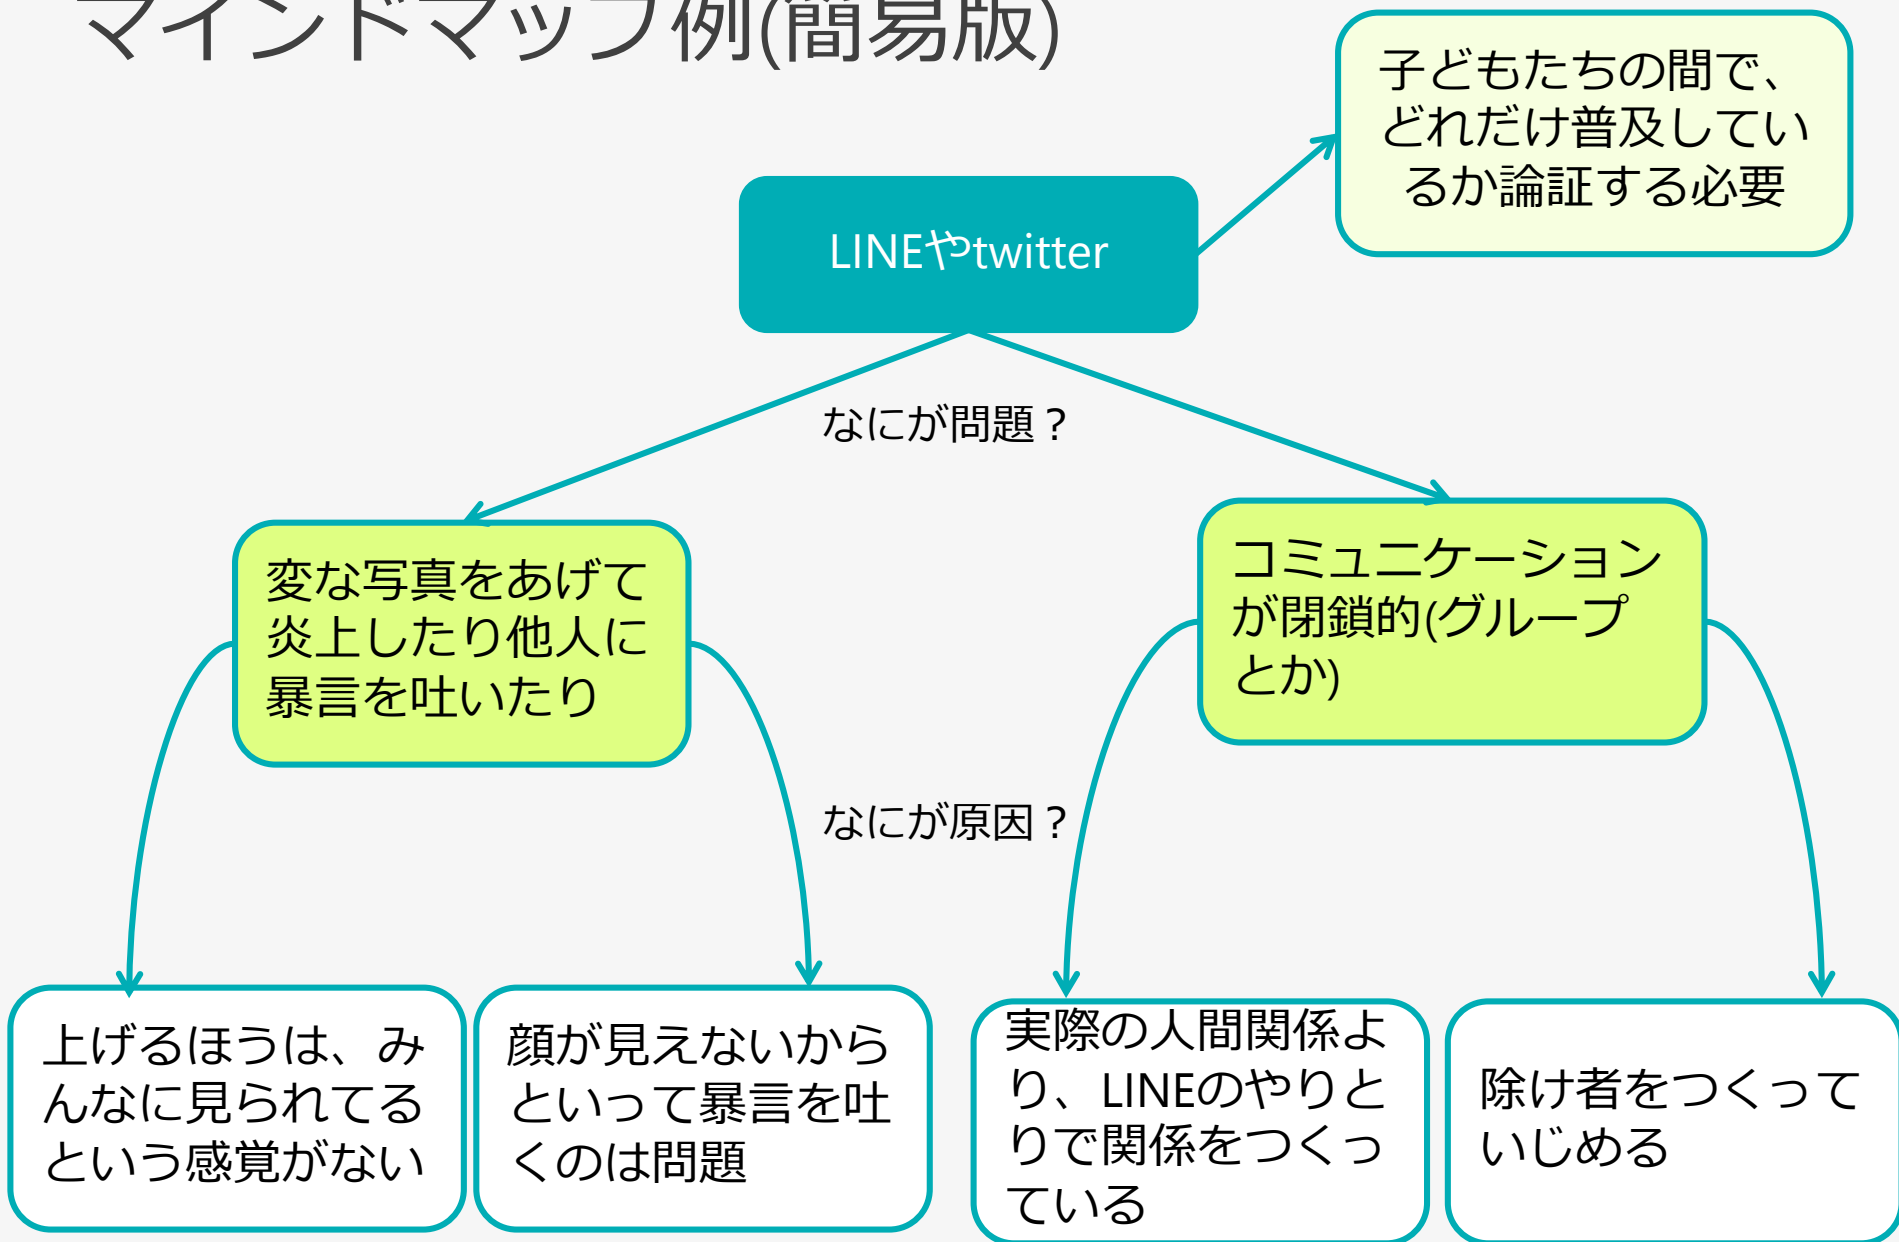 マインドマップ例(簡易版)
子どもたちの間で、
どれだけ普及してい
るか論証する必要
LINEやtwitter
なにが問題？
変な写真をあげて
炎上したり他人に
暴言を吐いたり
コミュニケーション
が閉鎖的(グループ
とか)
なにが原因？
上げるほうは、み
んなに見られてる
という感覚がない
顔が見えないから
といって暴言を吐
くのは問題
実際の人間関係よ
り、LINEのやりと
りで関係をつくっ
ている
除け者をつくって
いじめる